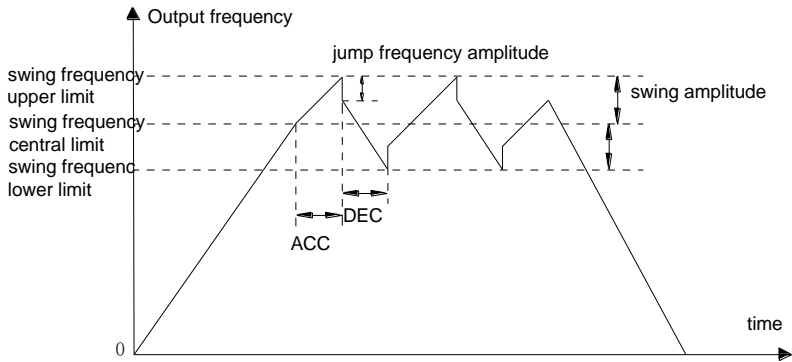 Output frequency
jump frequency amplitude
swing frequency
upper limit
swing amplitude
swing frequency
central limit
swing frequenc
lower limit
DEC
ACC
time
0